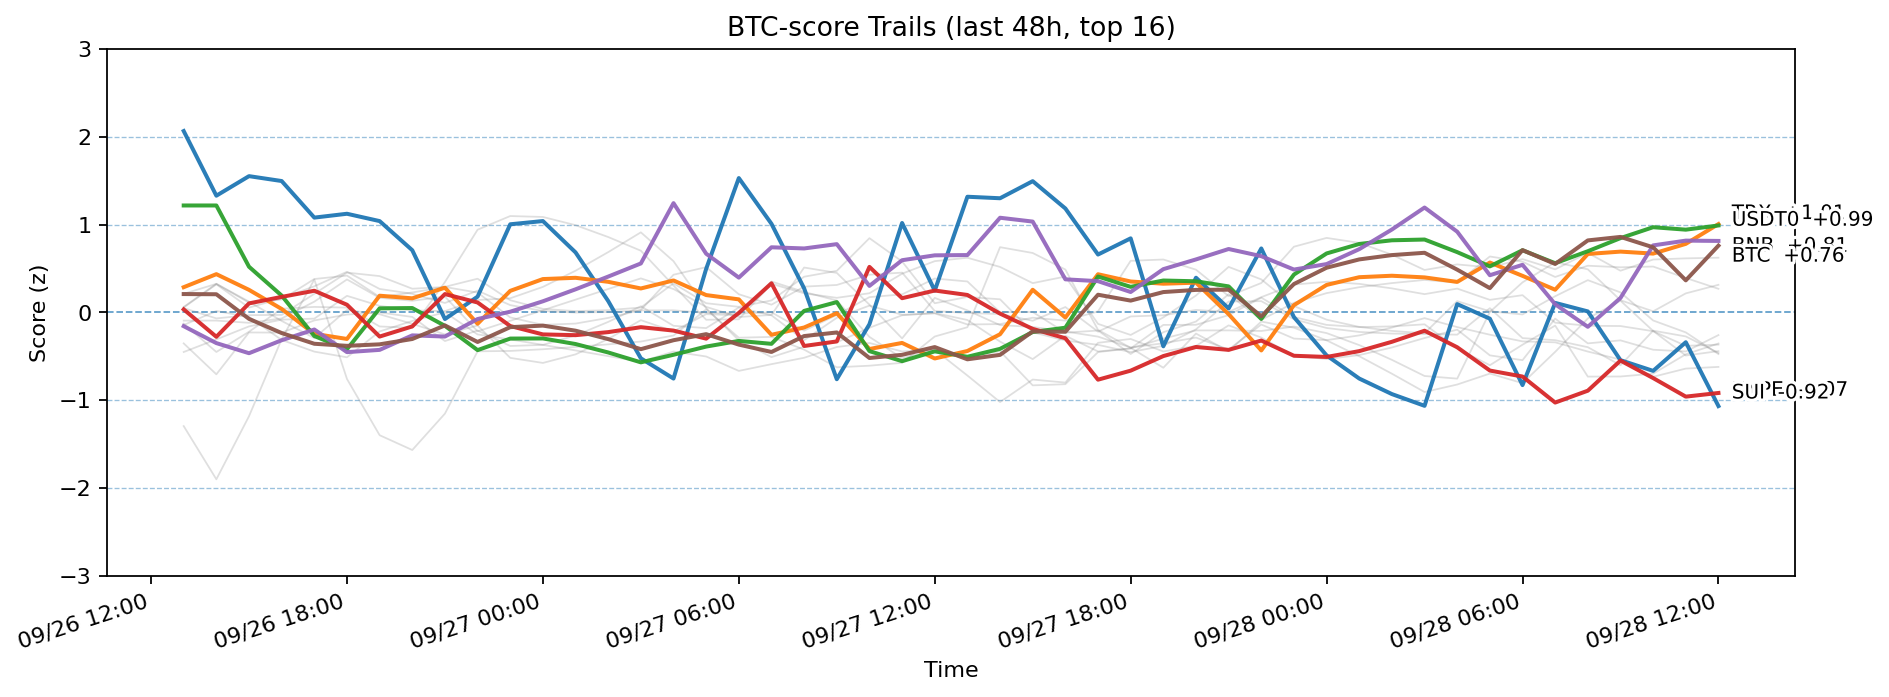 BTC-score Trails (last 48h, top 16)
Score (z)
3
2
1
0
−1
−2
−3
USDT0 +0.99
BTC +0.76
SUI -0.92
09/26 12:00
09/26 18:00
09/27 00:00
09/27 06:00
09/27 12:00
09/27 18:00
09/28 00:00
09/28 06:00
09/28 12:00
Time